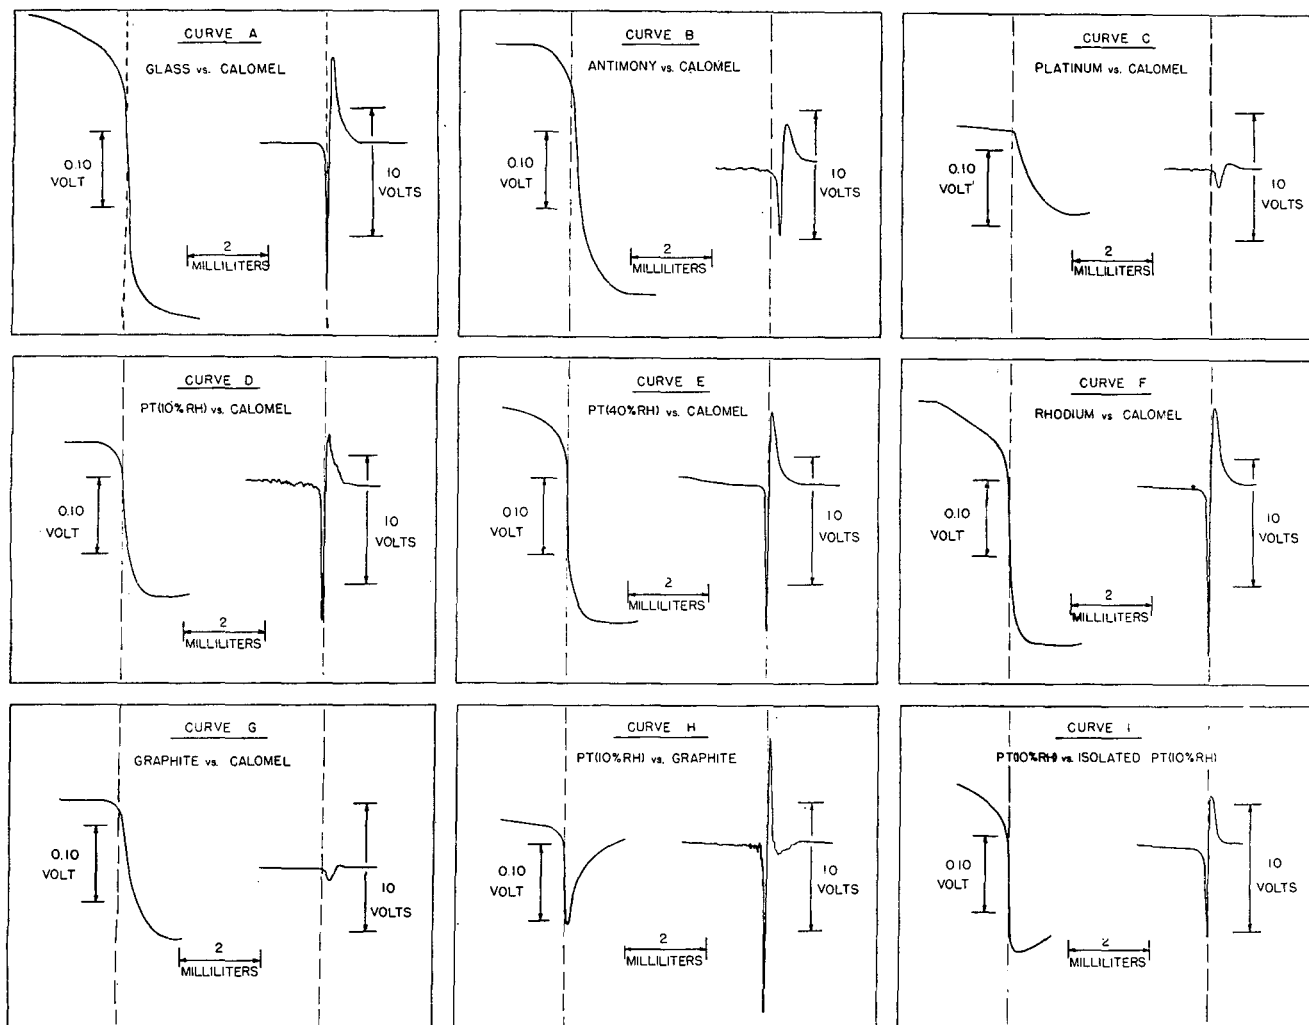 CURVE A
GLASS vs. CALOMEL
0.10
VOLT
10
VOLTS
2
MILLILITERS
CURVE B
ANTIMONY vs. CALOMEL
0.10
VOLT
10
VOLTS
2
MILLILITERS
CURVE C
PLATINUM vs. CALOMEL
0.10
VOLT
10
VOLTS
2
MILLILITERS
CURVE D
PT(10%RH) vs. CALOMEL
0.10
VOLT
10
VOLTS
2
MILLILITERS
CURVE E
PT(40%RH) vs. CALOMEL
0.10
VOLT
10
VOLTS
2
MILLILITERS
CURVE F
RHODIUM vs CALOMEL
0.10
VOLT
10
VOLTS
2
MILLILITERS
CURVE G
GRAPHITE vs. CALOMEL
0.10
VOLT
10
VOLTS
2
MILLILITERS
CURVE H
PT(10%RH) vs. GRAPHITE
0.10
VOLT
10
VOLTS
2
MILLILITERS
CURVE I
PT(10%RH) vs. ISOLATED PT(10%RH)
0.10
VOLT
10
VOLTS
2
MILLILITERS